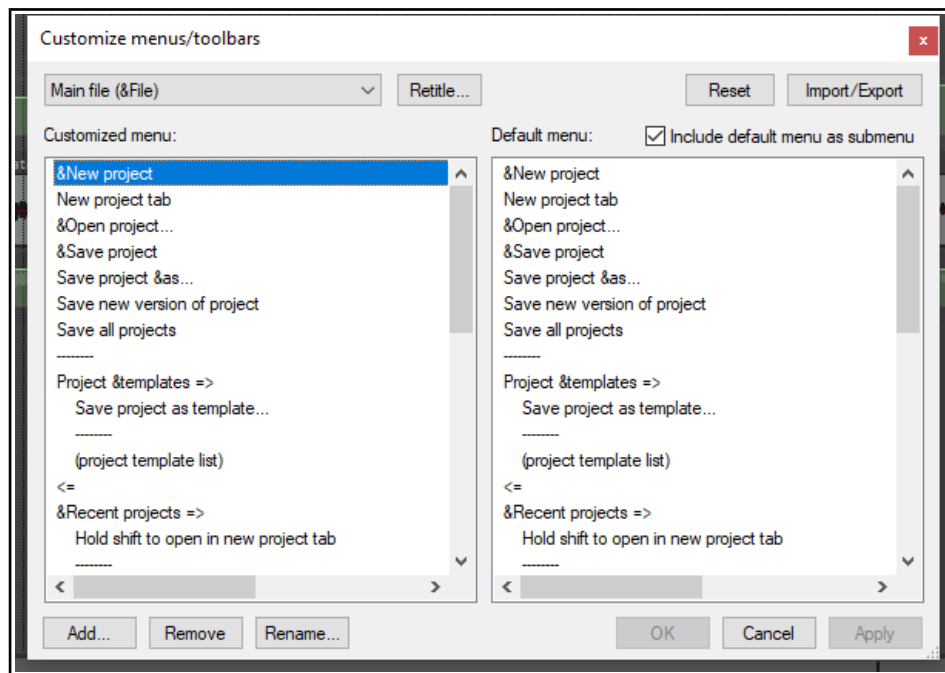 Customize menus/toolbars
x
Main file (&File)
Retitle...
Reset
Import/Export
Customized menu:
Default menu:
Include default menu as submenu
&New project
New project tab
&Open project...
&Save project
Save project &as...
Save new version of project
Save all projects
--------
Project &templates =>
Save project as template...
--------
(project template list)
<=
&Recent projects =>
Hold shift to open in new project tab
--------
&New project
New project tab
&Open project...
&Save project
Save project &as...
Save new version of project
Save all projects
--------
Project &templates =>
Save project as template...
--------
(project template list)
<=
&Recent projects =>
Hold shift to open in new project tab
--------
Add...
Remove
Rename...
OK
Cancel
Apply